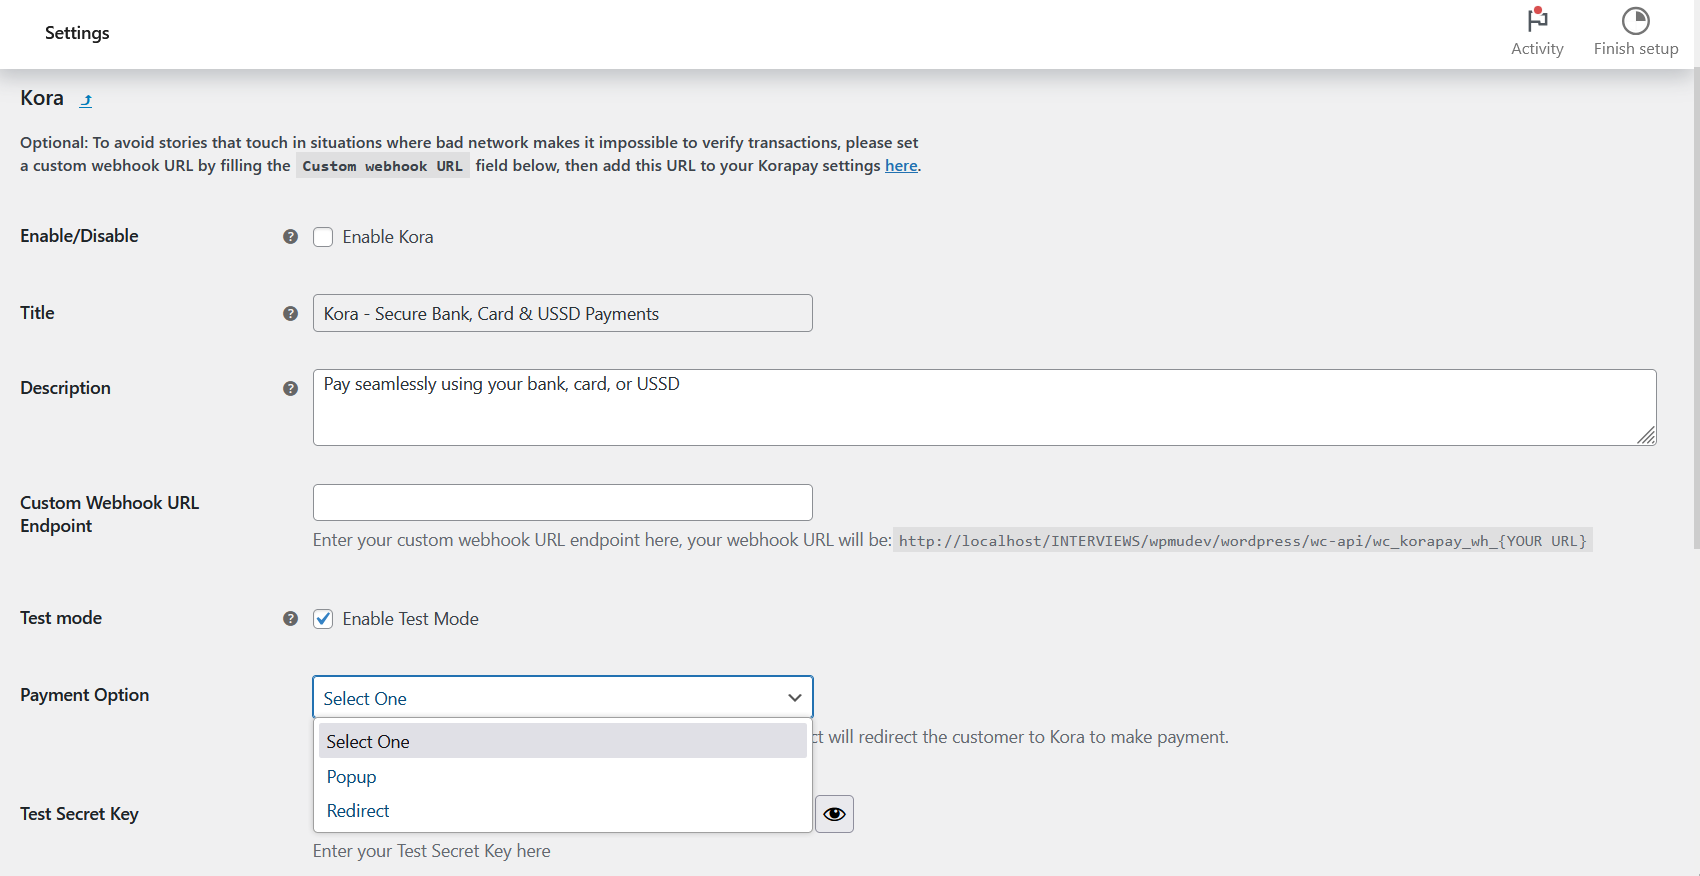 Settings
Activity
Finish setup
Kora
Optional: To avoid stories that touch in situations where bad network makes it impossible to verify transactions, please set
a custom webhook URL by filling the Custom webhook URL field below, then add this URL to your Korapay settings here.
Enable/Disable
Enable Kora
Title
Kora - Secure Bank, Card & USSD Payments
Description
Pay seamlessly using your bank, card, or USSD
Custom Webhook URL
Endpoint
Enter your custom webhook URL endpoint here, your webhook URL will be: http://localhost/INTERVIEWS/wpmudev/wordpress/wc-api/wc_korapay_wh_{YOUR URL}
Test mode
Enable Test Mode
Payment Option
Select One
Select One
will redirect the customer to Kora to make payment.
Popup
Redirect
Test Secret Key
Enter your Test Secret Key here